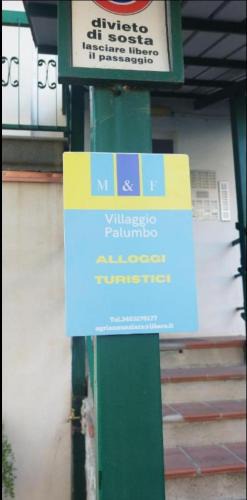 divieto
di sosta
lasciare libero
il passaggio
M & F
Villaggio
Palumbo
ALLOGGI
TURISTICI